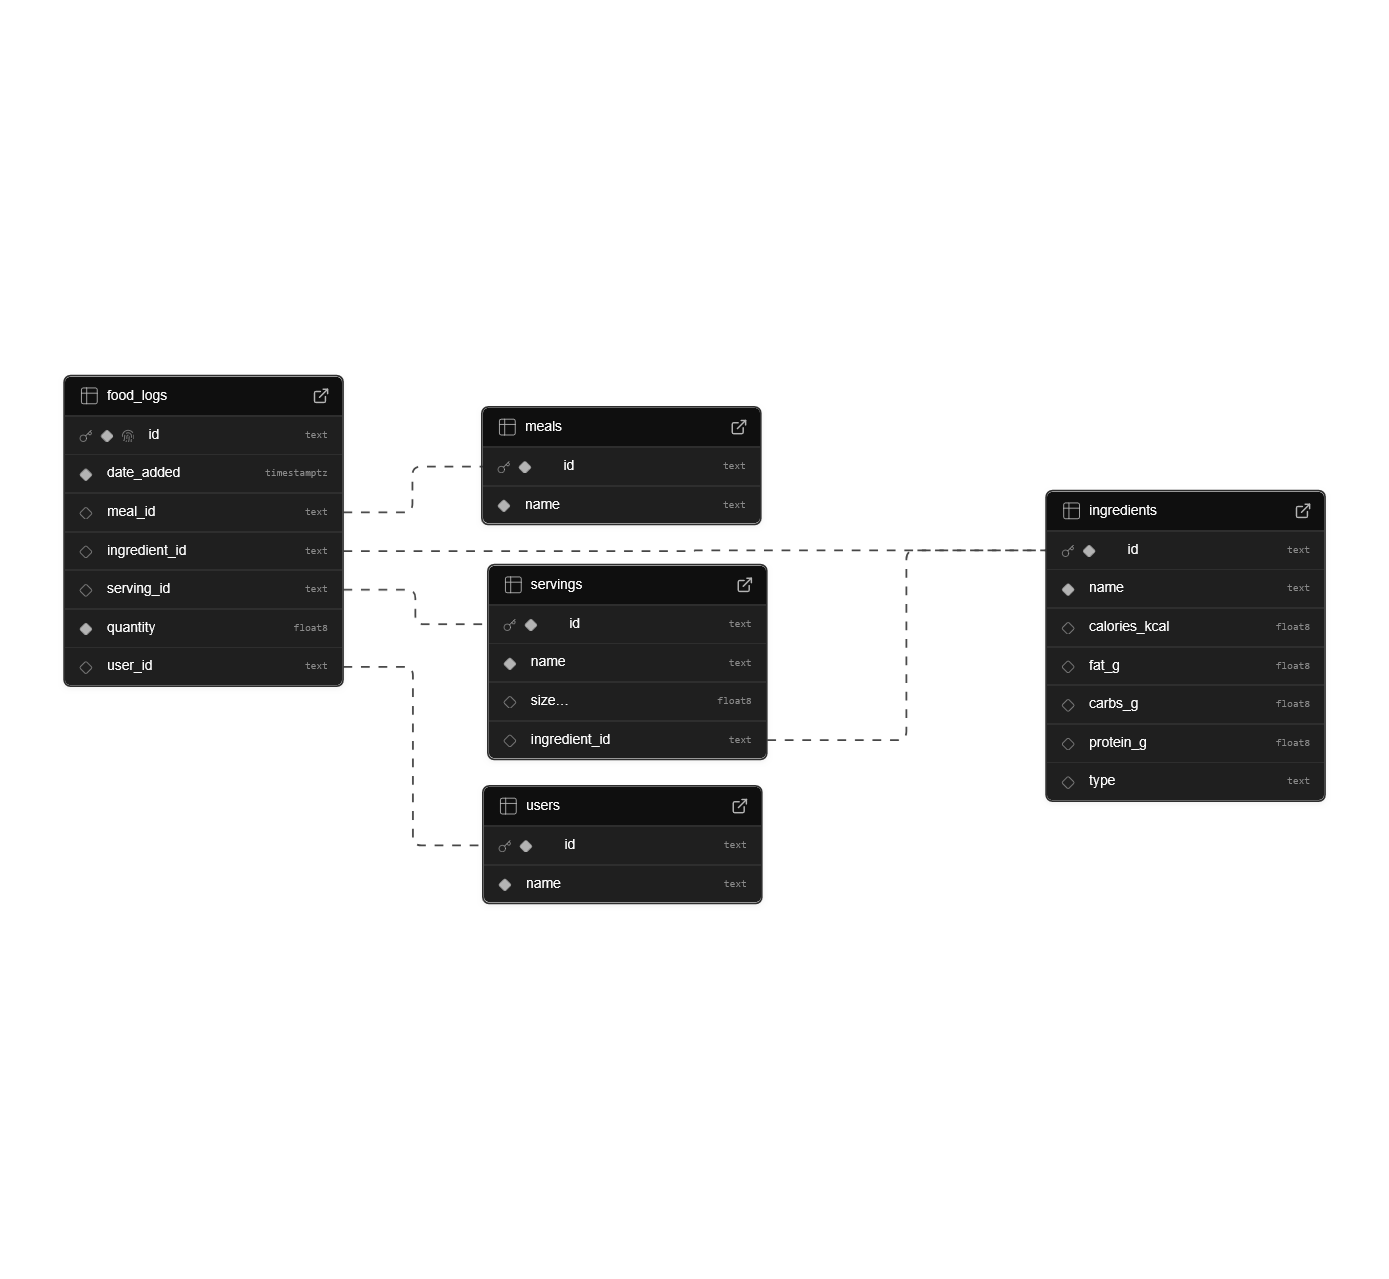 food_logs
id text
date_added timestamptz
meal_id text
ingredient_id text
serving_id text
quantity float8
user_id text
meals
id text
name text
servings
id text
name text
size... float8
ingredient_id text
users
id text
name text
ingredients
id text
name text
calories_kcal float8
fat_g float8
carbs_g float8
protein_g float8
type text